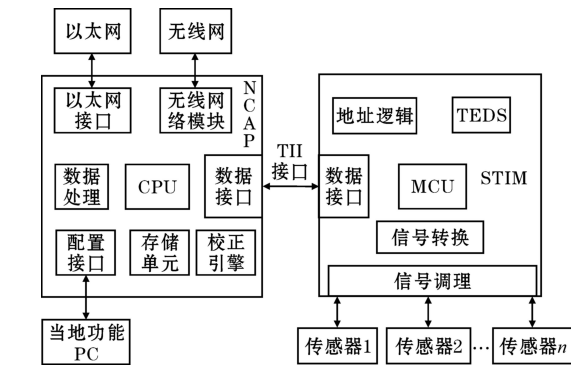 以太网
无线网
以太网
接口
无线网
络模块
NCAP
数据
处理
CPU
数据
接口
配置
接口
存储
单元
校正
引擎
当地功能
PC
TII
接口
地址逻辑
TEDS
数据
接口
MCU
STIM
信号转换
信号调理
传感器1
传感器2
…
传感器n